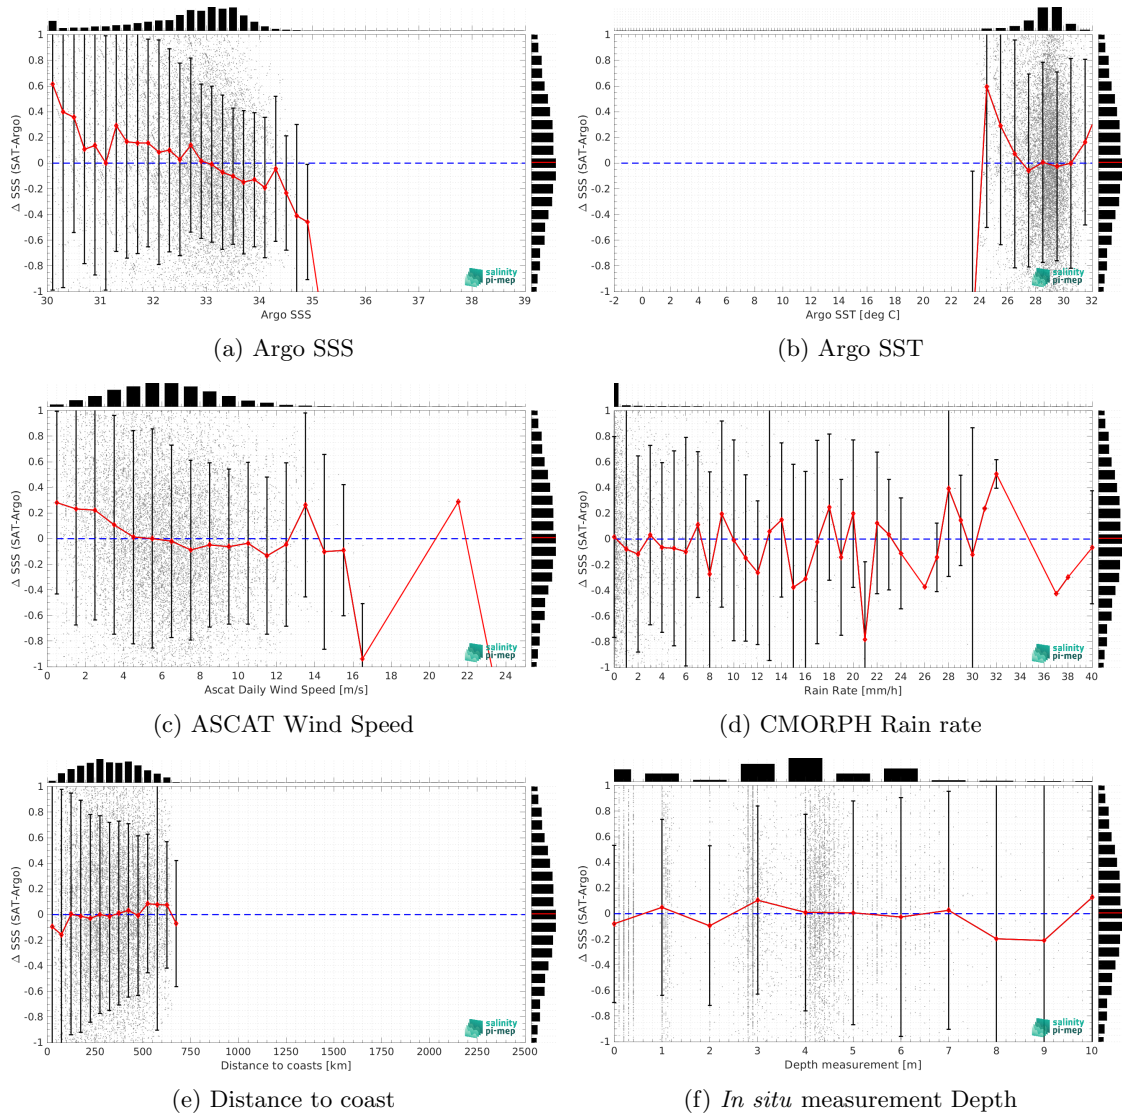 1
0.8
0.6
0.4
0.2
0
-0.2
-0.4
-0.6
-0.8
-1
Δ SSS (SAT-Argo)
30 31 32 33 34 35 36 37 38 39
Argo SSS
salinity
pi-mep
(a) Argo SSS
1
0.8
0.6
0.4
0.2
0
-0.2
-0.4
-0.6
-0.8
-1
Δ SSS (SAT-Argo)
-2 0 2 4 6 8 10 12 14 16 18 20 22 24 26 28 30 32
Argo SST [deg C]
salinity
pi-mep
(b) Argo SST
1
0.8
0.6
0.4
0.2
0
-0.2
-0.4
-0.6
-0.8
-1
Δ SSS (SAT-Argo)
0 2 4 6 8 10 12 14 16 18 20 22 24
Ascat Daily Wind Speed [m/s]
salinity
pi-mep
(c) ASCAT Wind Speed
1
0.8
0.6
0.4
0.2
0
-0.2
-0.4
-0.6
-0.8
-1
Δ SSS (SAT-Argo)
0 2 4 6 8 10 12 14 16 18 20 22 24 26 28 30 32 34 36 38 40
Rain Rate [mm/h]
salinity
pi-mep
(d) CMORPH Rain rate
1
0.8
0.6
0.4
0.2
0
-0.2
-0.4
-0.6
-0.8
-1
Δ SSS (SAT-Argo)
0 250 500 750 1000 1250 1500 1750 2000 2250 2500
Distance to coasts [km]
salinity
pi-mep
(e) Distance to coast
1
0.8
0.6
0.4
0.2
0
-0.2
-0.4
-0.6
-0.8
-1
Δ SSS (SAT-Argo)
0 1 2 3 4 5 6 7 8 9 10
Depth measurement [m]
salinity
pi-mep
(f) In situ measurement Depth